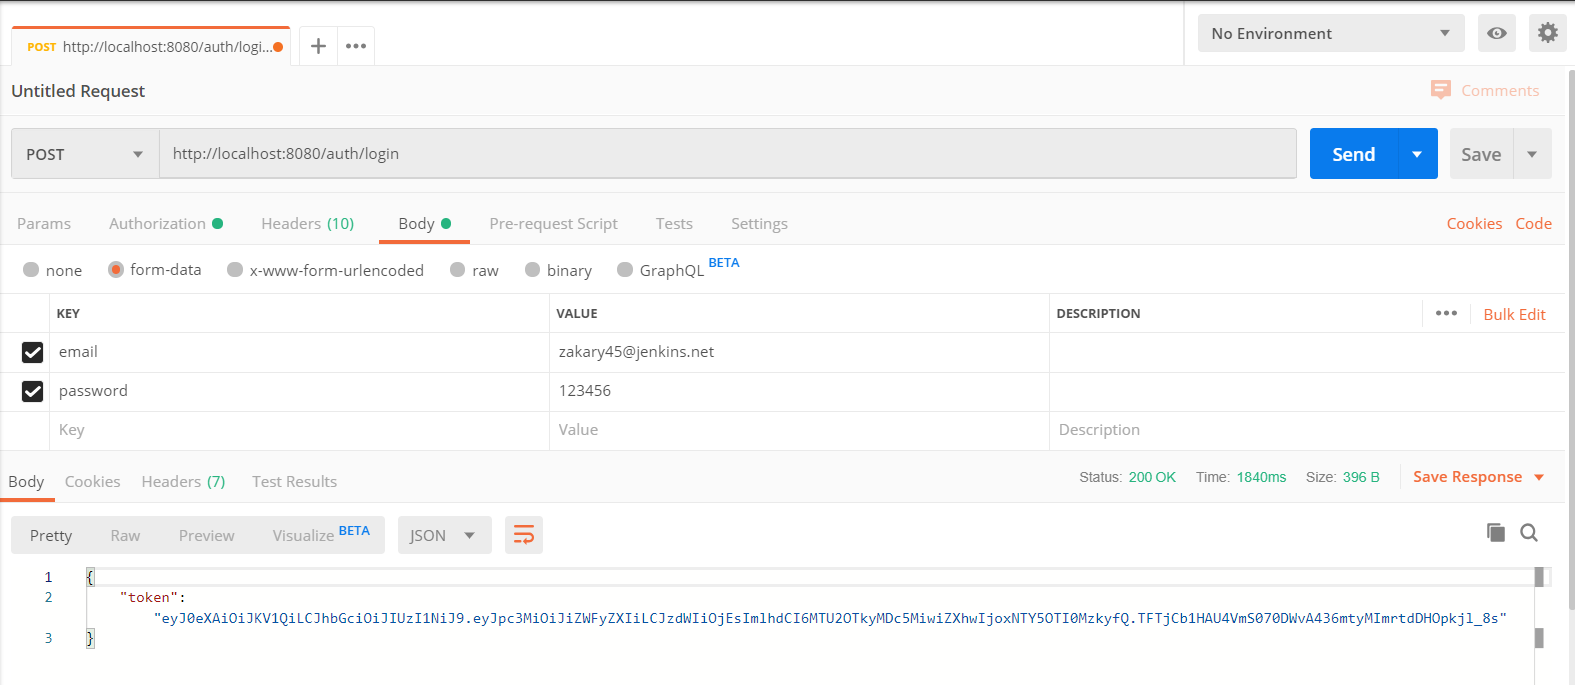 POST http://localhost:8080/auth/logi...
No Environment
Untitled Request
Comments
POST http://localhost:8080/auth/login Send Save
Params Authorization Headers (10) Body Pre-request Script Tests Settings Cookies Code
none form-data x-www-form-urlencoded raw binary GraphQL BETA
KEY VALUE DESCRIPTION Bulk Edit
email zakary45@jenkins.net
password 123456
Key Value Description
Body Cookies Headers (7) Test Results Status: 200 OK Time: 1840ms Size: 396 B Save Response
Pretty Raw Preview Visualize BETA JSON
1 {
2 "token":
"eyJ0eXAiOiJKV1QiLCJhbGciOiJIUzI1NiJ9.eyJpc3MiOiJiZWFyZXIiLCJzdWIiOjEsImlhdCI6MTU2OTkyMDc5MiwiZXhwIjoxNTY5OTI0MzkyfQ.TFTjCb1HAU4VmS070DWvA436mtyMImrtdDHOpkjl_8s"
3 }